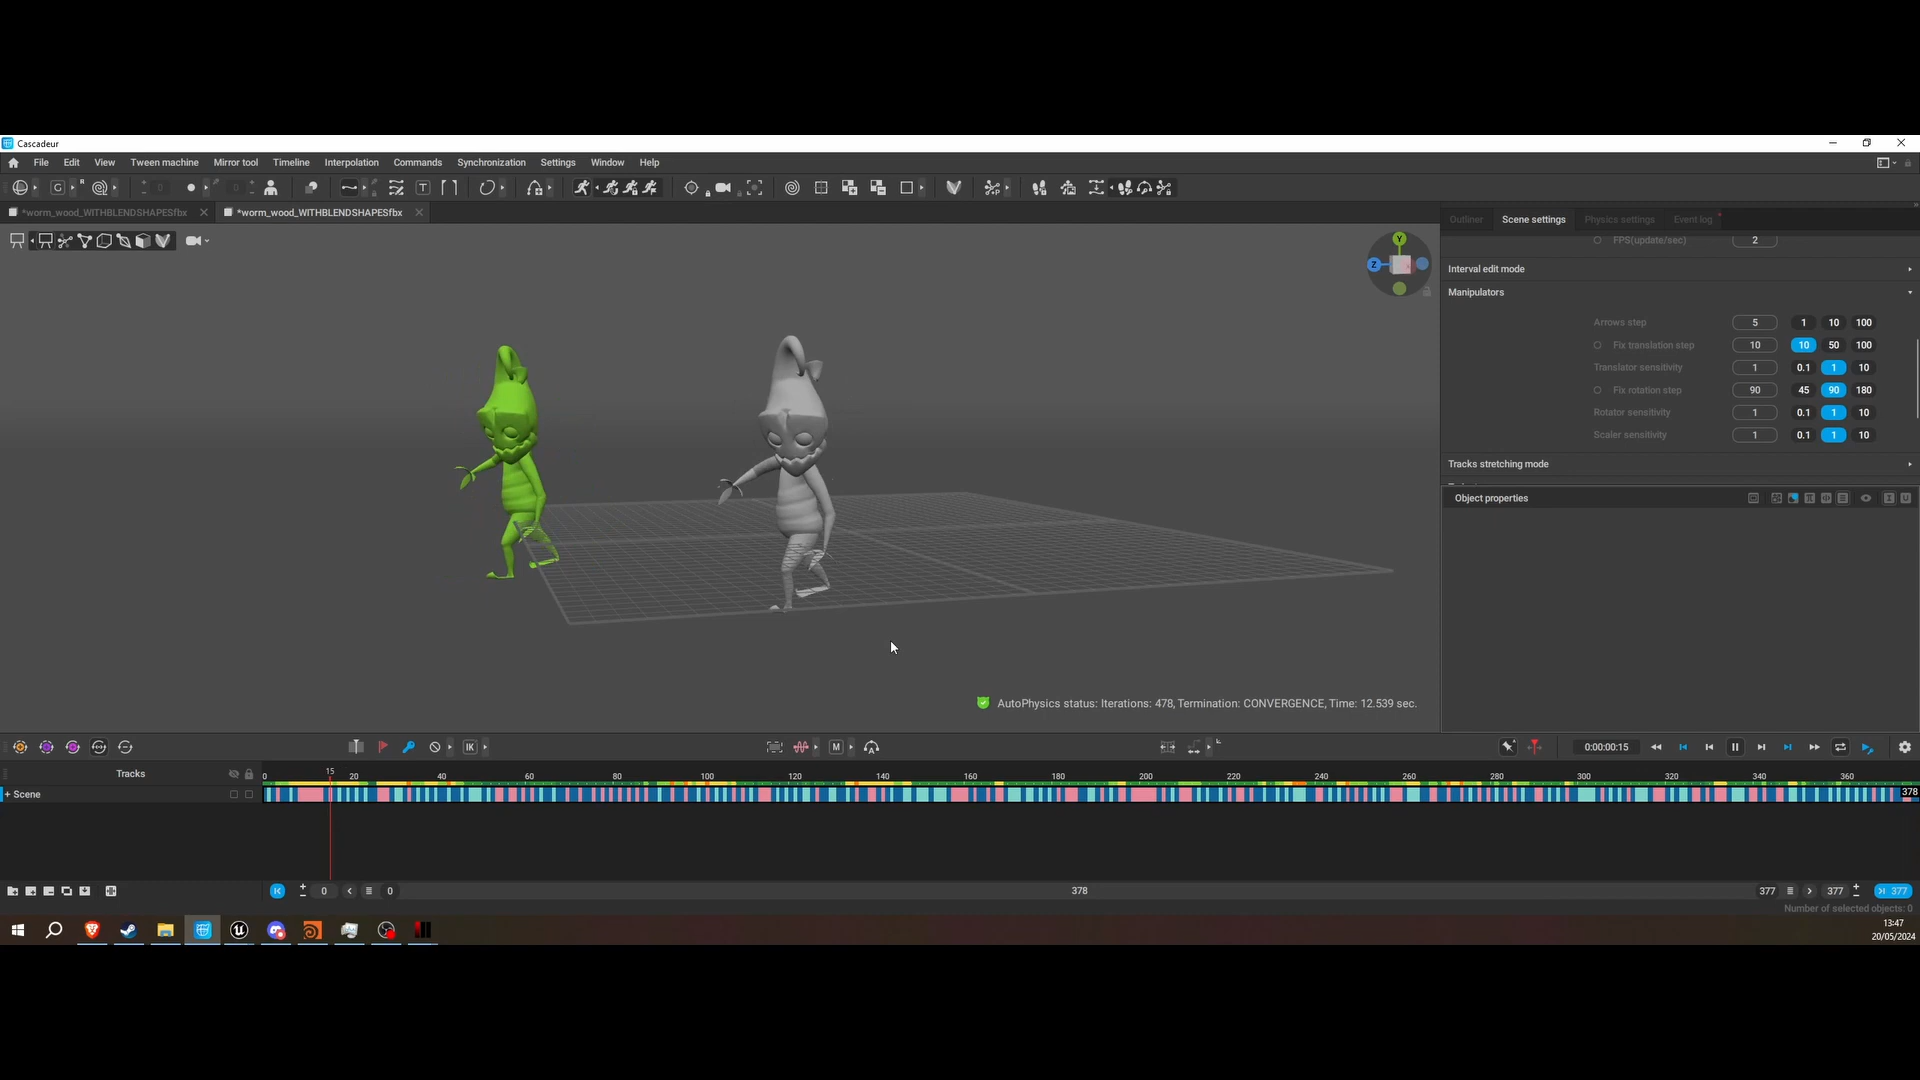 Cascadeur
File Edit View Tween machine Mirror tool Timeline Interpolation Commands Synchronization Settings Window Help
*worm_wood_WITHBLENDSHAPESfbx *worm_wood_WITHBLENDSHAPESfbx
Outliner Scene settings Physics settings Event log
FPS(update/sec) 2
Interval edit mode
Manipulators
Arrows step 5 1 10 100
Fix translation step 10 10 50 100
Translator sensitivity 1 0.1 1 10
Fix rotation step 90 45 90 180
Rotator sensitivity 1 0.1 1 10
Scaler sensitivity 1 0.1 1 10
Tracks stretching mode
Object properties
Y
Z
AutoPhysics status: Iterations: 478, Termination: CONVERGENCE, Time: 12.539 sec.
IK M 0:00:00:15
Tracks 0 15 20 40 60 80 100 120 140 160 180 200 220 240 260 280 300 320 340 360
+ Scene 378
0 0 378 377 377 377
Number of selected objects: 0
13:47
20/05/2024